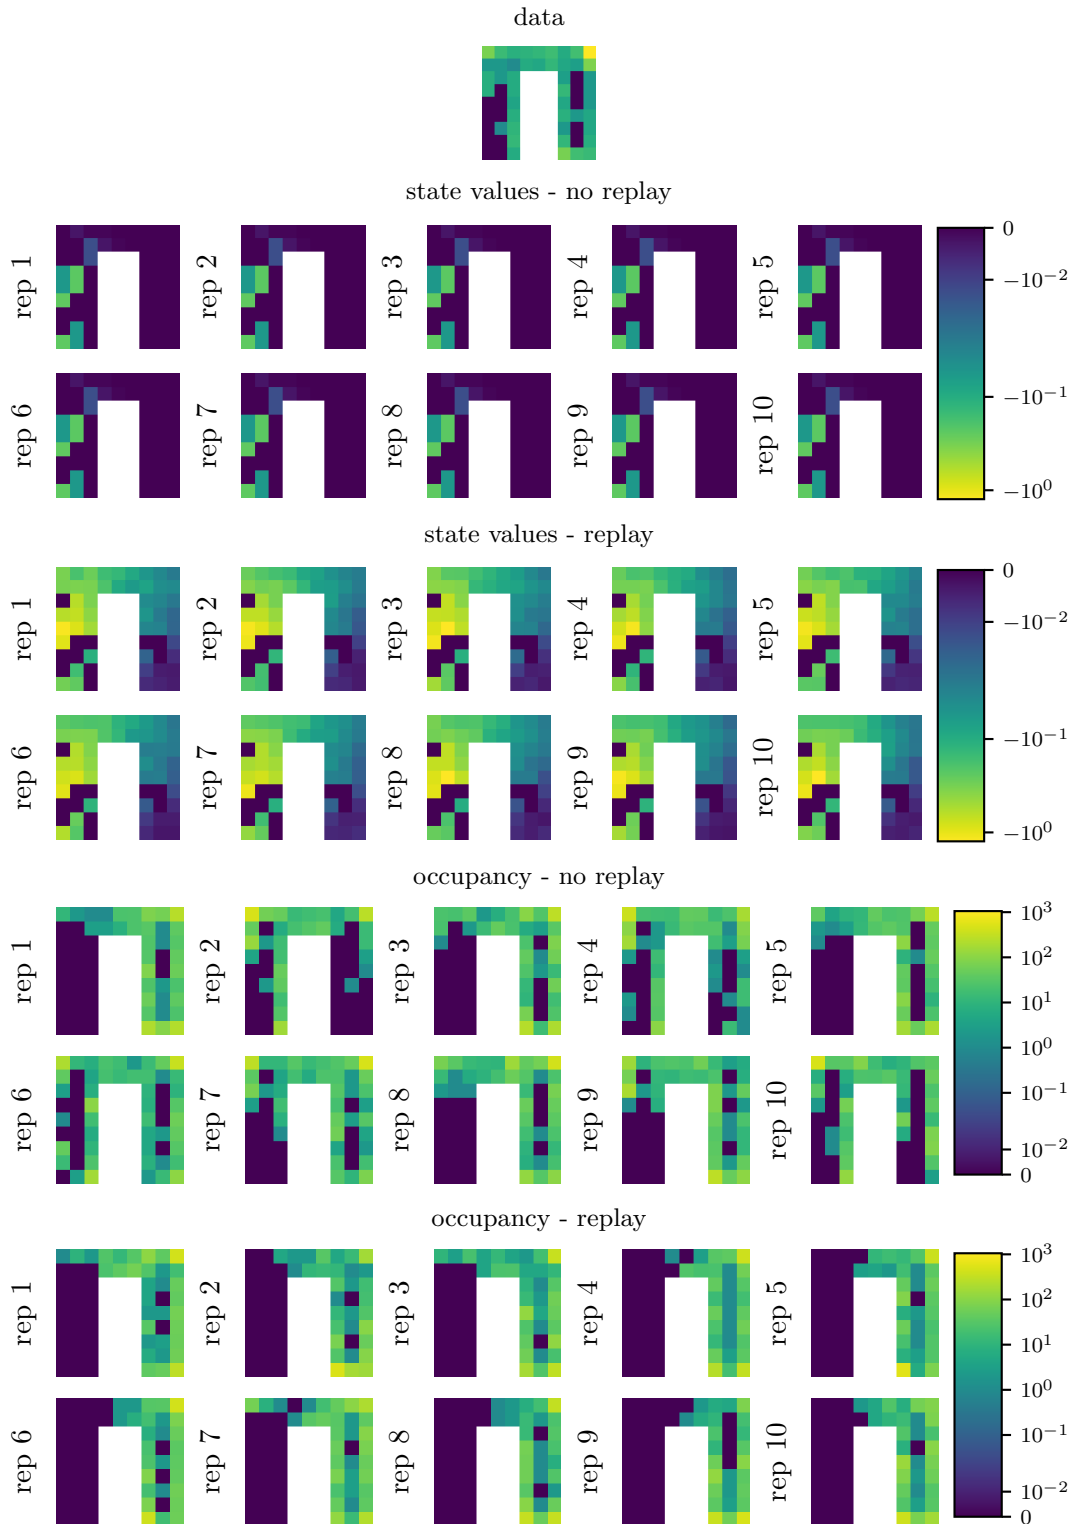 data
state values - no replay
rep 1
rep 2
rep 3
rep 4
rep 5
0
−10⁻²
−10⁻¹
−10⁰
rep 6
rep 7
rep 8
rep 9
rep 10
state values - replay
rep 1
rep 2
rep 3
rep 4
rep 5
0
−10⁻²
−10⁻¹
−10⁰
rep 6
rep 7
rep 8
rep 9
rep 10
occupancy - no replay
rep 1
rep 2
rep 3
rep 4
rep 5
10³
10²
10¹
10⁰
10⁻¹
10⁻²
0
rep 6
rep 7
rep 8
rep 9
rep 10
occupancy - replay
rep 1
rep 2
rep 3
rep 4
rep 5
10³
10²
10¹
10⁰
10⁻¹
10⁻²
0
rep 6
rep 7
rep 8
rep 9
rep 10